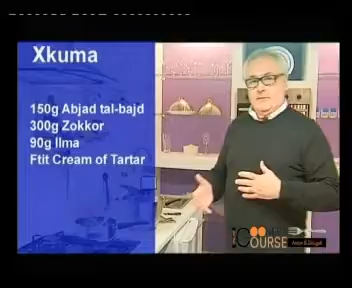 Xkuma
150g Abjad tal-bajd
300g Zokkor
90g Ilma
Ftit Cream of Tartar
COURSE